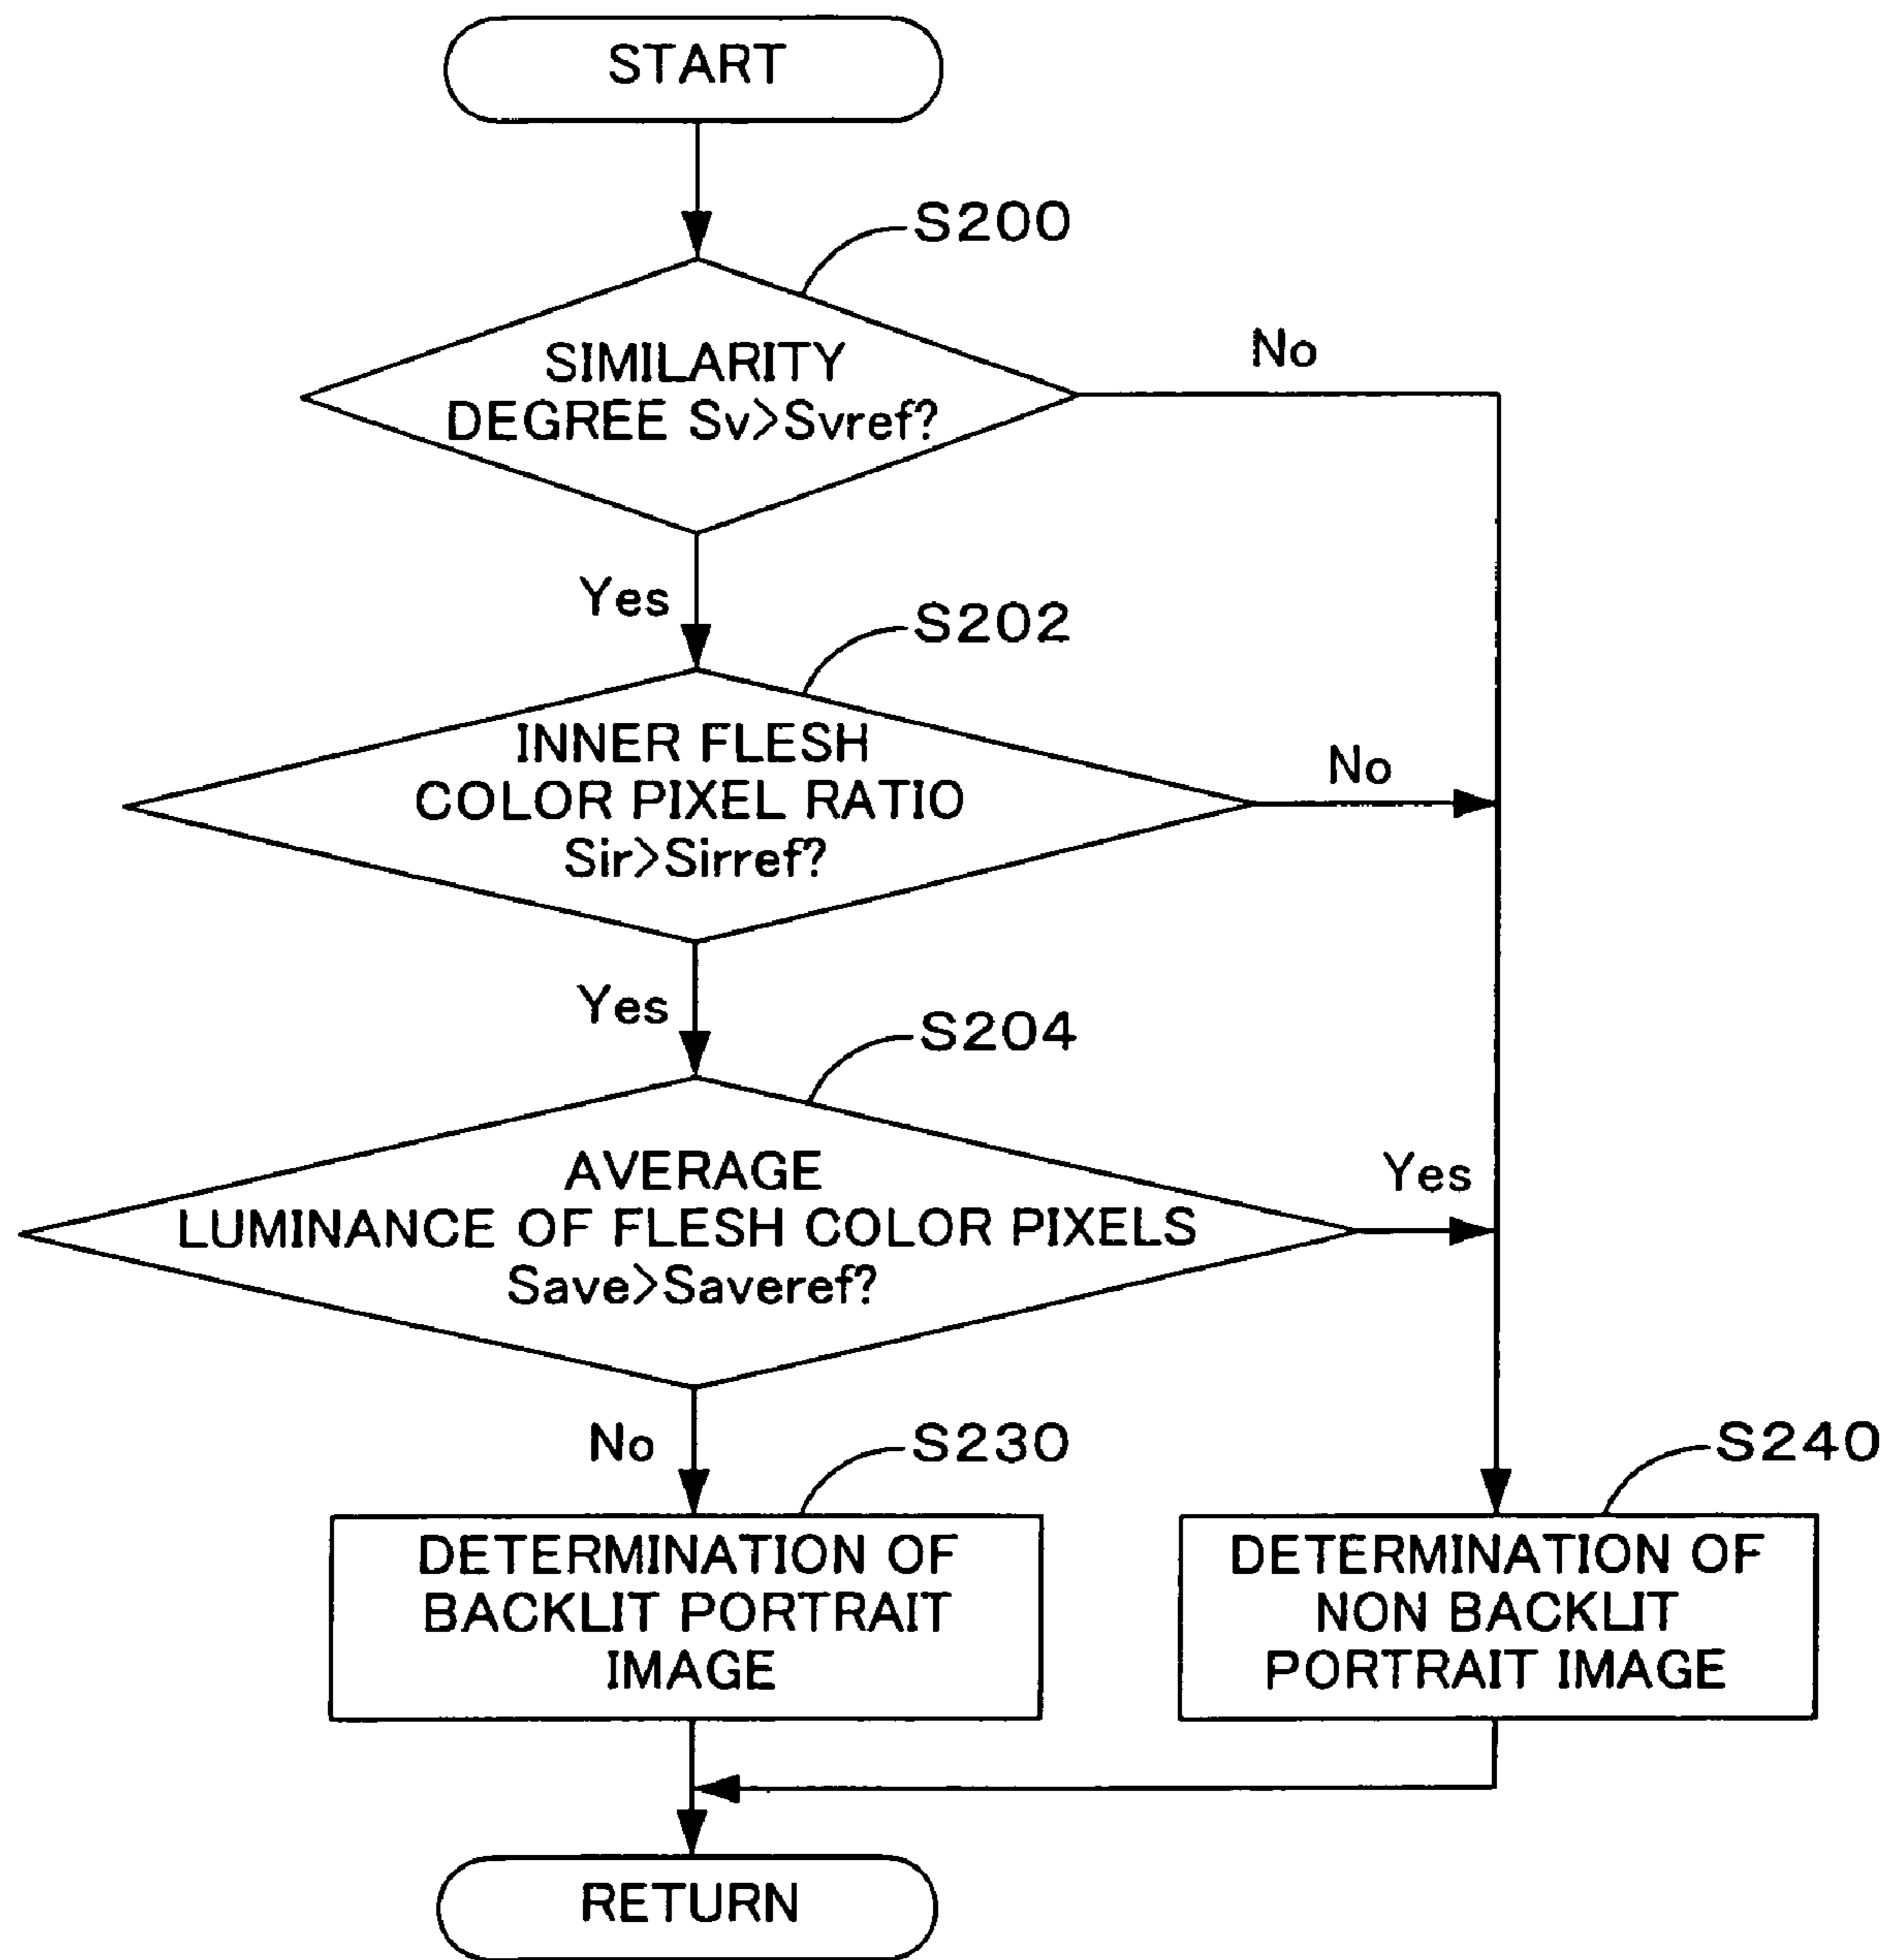 START
S200
SIMILARITY
DEGREE Sv>Svref?
No
Yes
S202
INNER FLESH
COLOR PIXEL RATIO
Sir>Sirref?
No
Yes
S204
AVERAGE
LUMINANCE OF FLESH COLOR PIXELS
Save>Saveref?
Yes
No
S230
DETERMINATION OF
BACKLIT PORTRAIT
IMAGE
S240
DETERMINATION OF
NON BACKLIT
PORTRAIT IMAGE
RETURN